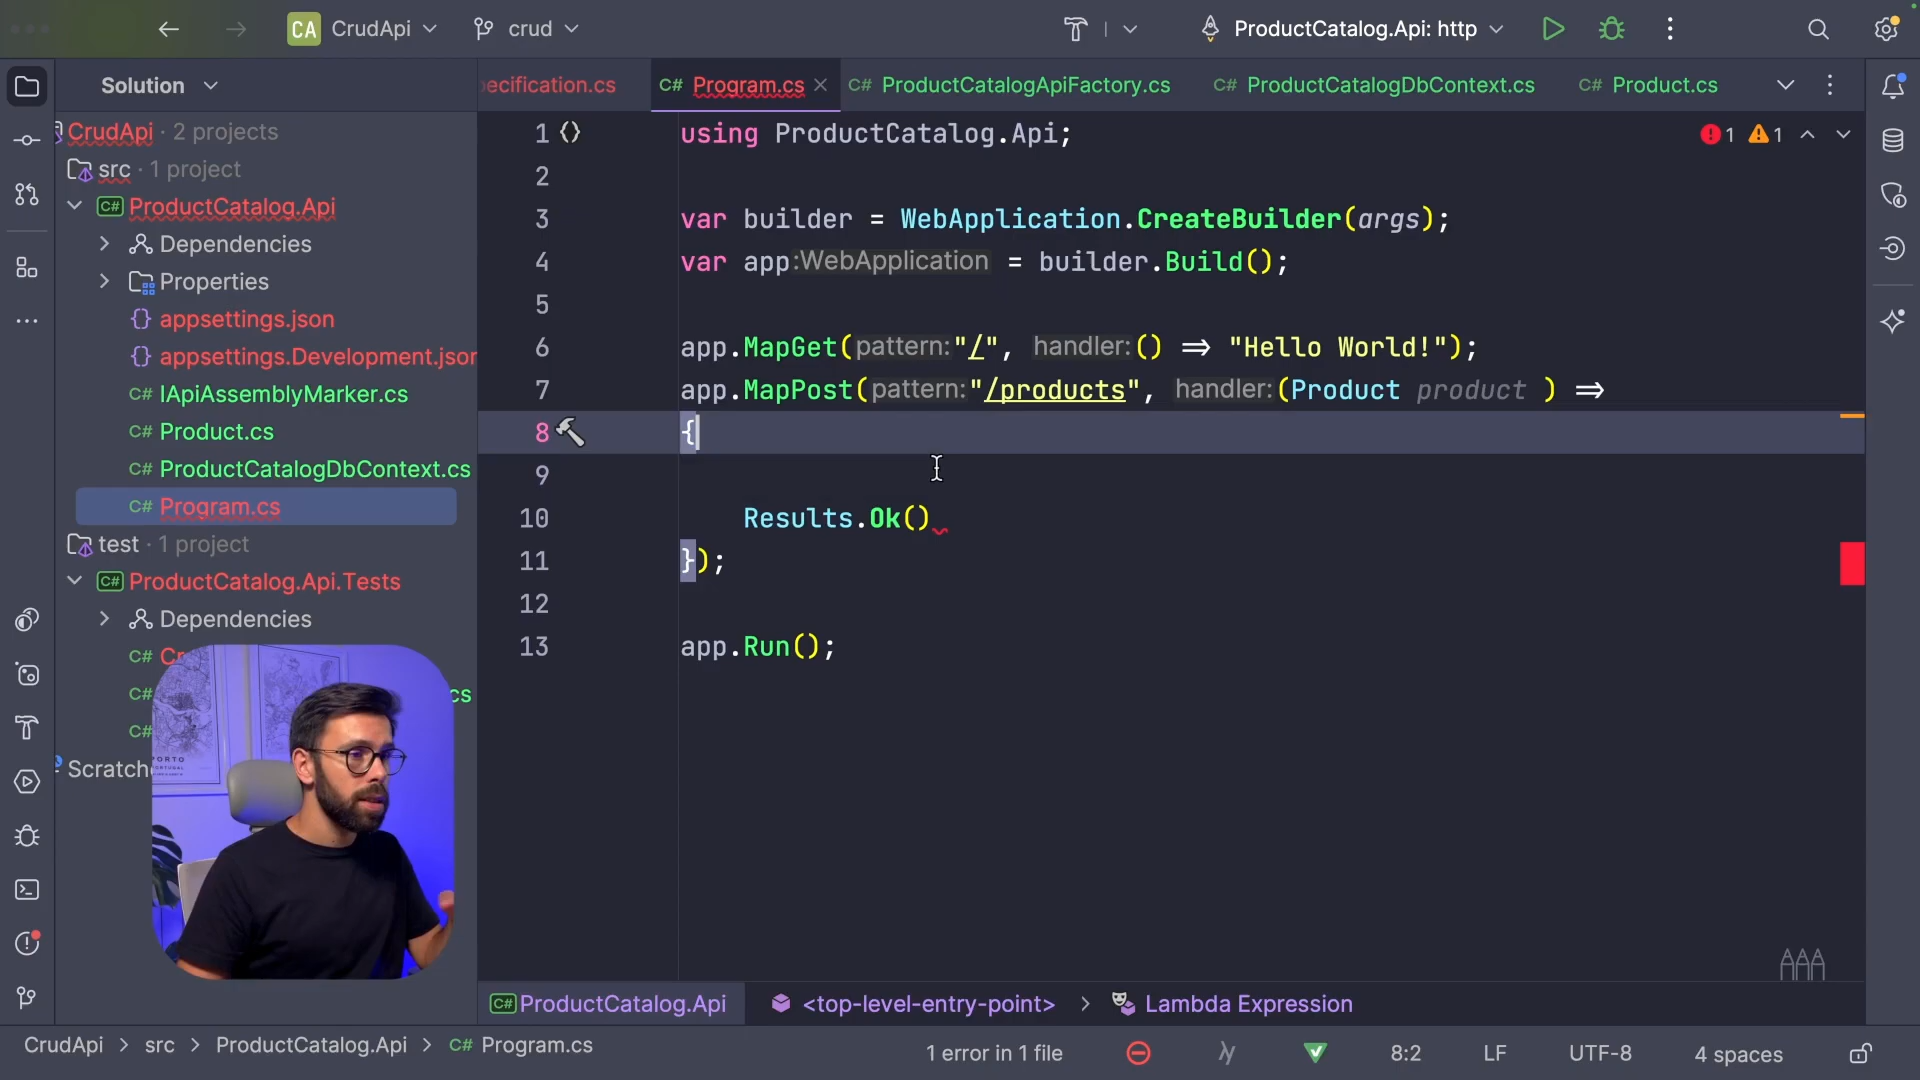 CA CrudApi crud ProductCatalog.Api: http
Solution
ecification.cs C# Program.cs C# ProductCatalogApiFactory.cs C# ProductCatalogDbContext.cs C# Product.cs
CrudApi · 2 projects
src · 1 project
C# ProductCatalog.Api
Dependencies
Properties
{} appsettings.json
{} appsettings.Development.json
C# IApiAssemblyMarker.cs
C# Product.cs
C# ProductCatalogDbContext.cs
C# Program.cs
test · 1 project
C# ProductCatalog.Api.Tests
Dependencies
C# Cr
C# cs
C#
Scratche
PORTO
PORTUGAL
1 {} using ProductCatalog.Api;
1 1
2
3 var builder = WebApplication.CreateBuilder(args);
4 var app:WebApplication = builder.Build();
5
6 app.MapGet(pattern:"/", handler:() => "Hello World!");
7 app.MapPost(pattern:"/products", handler:(Product product ) =>
8 {
9
10 Results.Ok()
11 });
12
13 app.Run();
C# ProductCatalog.Api <top-level-entry-point> > Lambda Expression
CrudApi > src > ProductCatalog.Api > C# Program.cs
1 error in 1 file 8:2 LF UTF-8 4 spaces